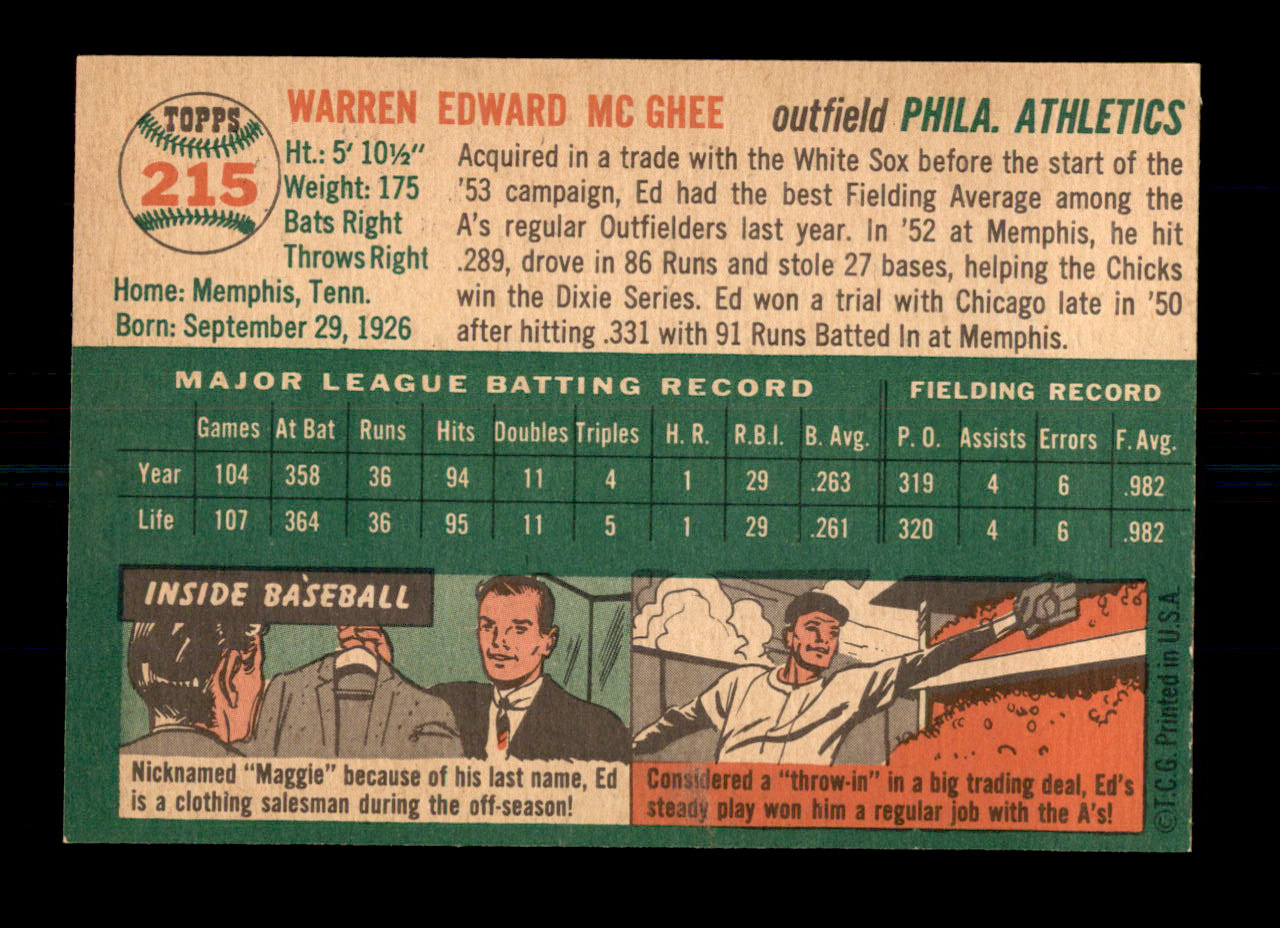 TOPPS
215
WARREN EDWARD MC GHEE
outfield PHILA. ATHLETICS
Ht.: 5′ 10½″
Weight: 175
Bats Right
Throws Right
Home: Memphis, Tenn.
Born: September 29, 1926
Acquired in a trade with the White Sox before the start of the
'53 campaign, Ed had the best Fielding Average among the
A's regular Outfielders last year. In '52 at Memphis, he hit
.289, drove in 86 Runs and stole 27 bases, helping the Chicks
win the Dixie Series. Ed won a trial with Chicago late in '50
after hitting .331 with 91 Runs Batted In at Memphis.
MAJOR LEAGUE BATTING RECORD FIELDING RECORD
Games At Bat Runs Hits Doubles Triples H. R. R.B.I. B. Avg. P. O. Assists Errors F. Avg.
Year 104 358 36 94 11 4 1 29 .263 319 4 6 .982
Life 107 364 36 95 11 5 1 29 .261 320 4 6 .982
INSIDE BASEBALL
Nicknamed "Maggie" because of his last name, Ed
is a clothing salesman during the off-season!
Considered a "throw-in" in a big trading deal, Ed's
steady play won him a regular job with the A's!
©T.C.G. Printed in U.S.A.